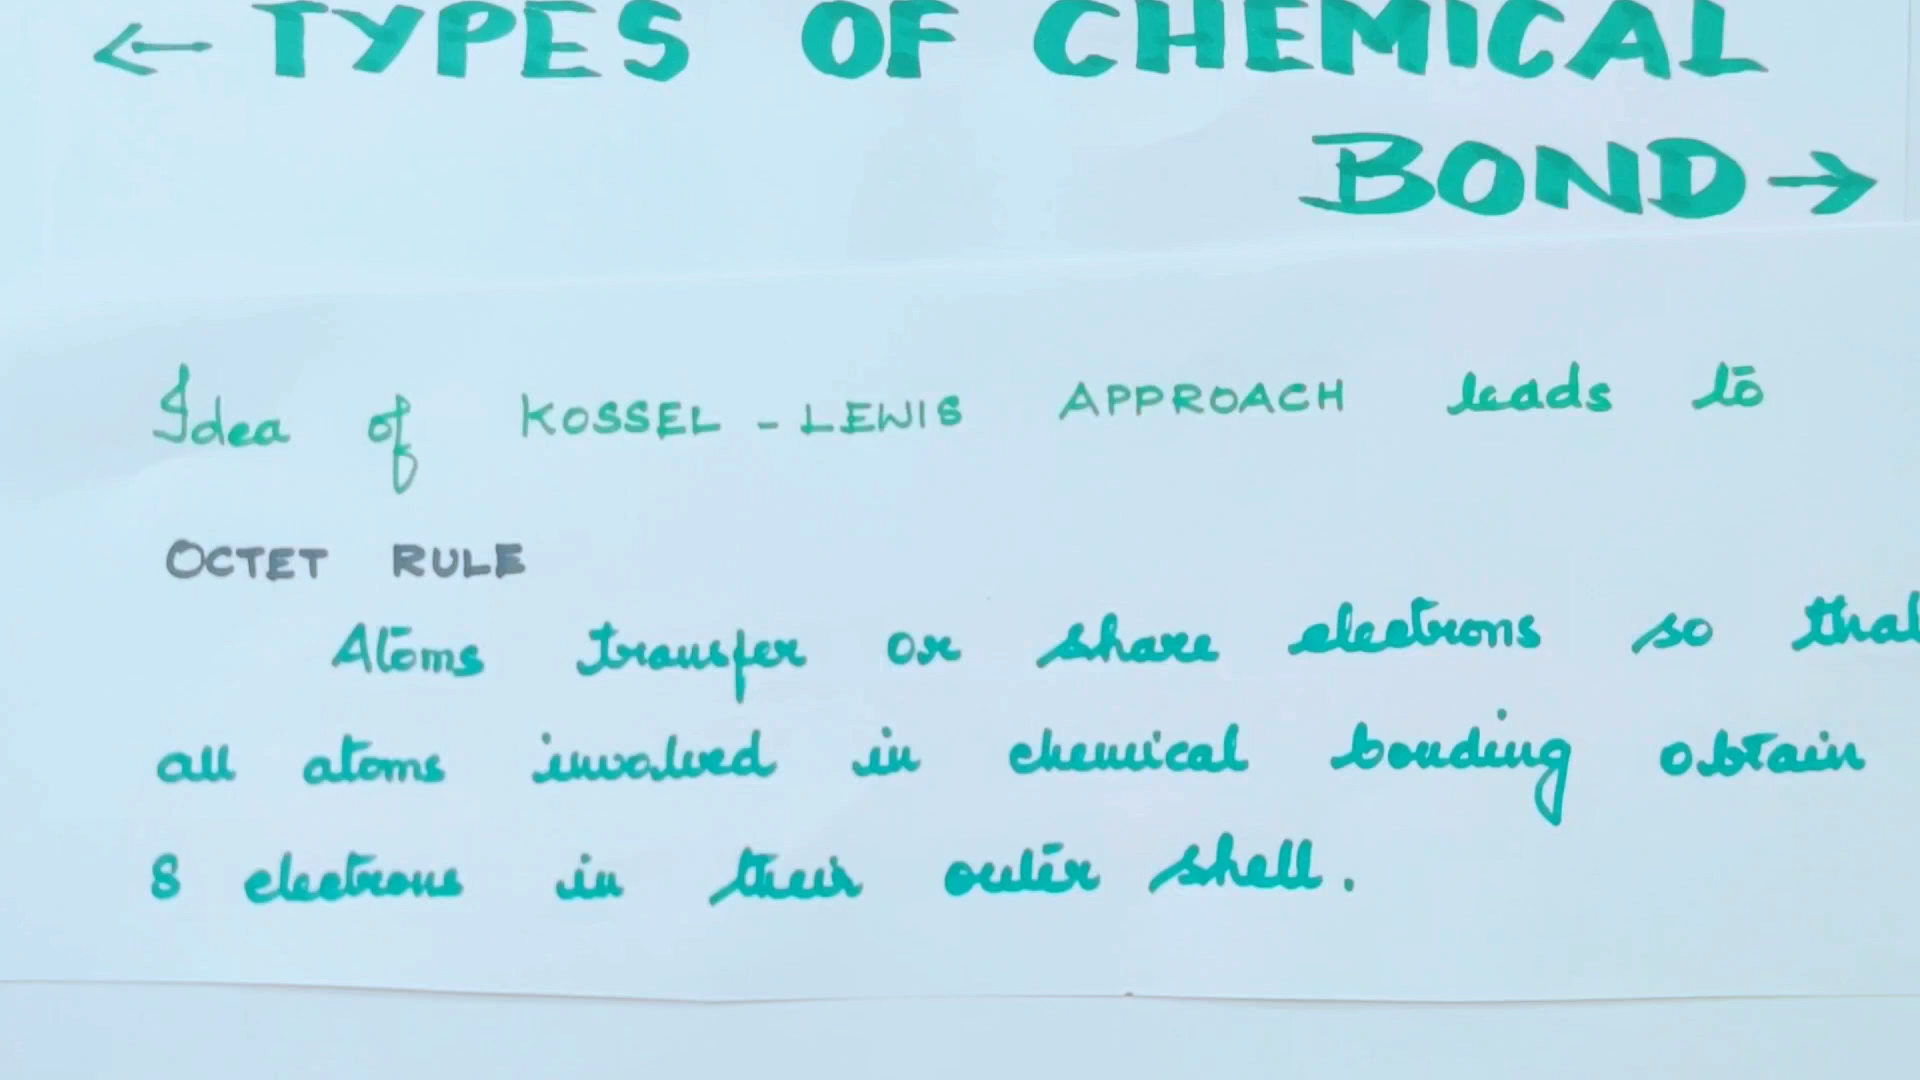 ← TYPES OF CHEMICAL
BOND →
Idea of KOSSEL - LEWIS APPROACH leads to
OCTET RULE
Atoms transfer or share electrons so that
all atoms involved in chemical bonding obtain
8 electrons in their outer shell.